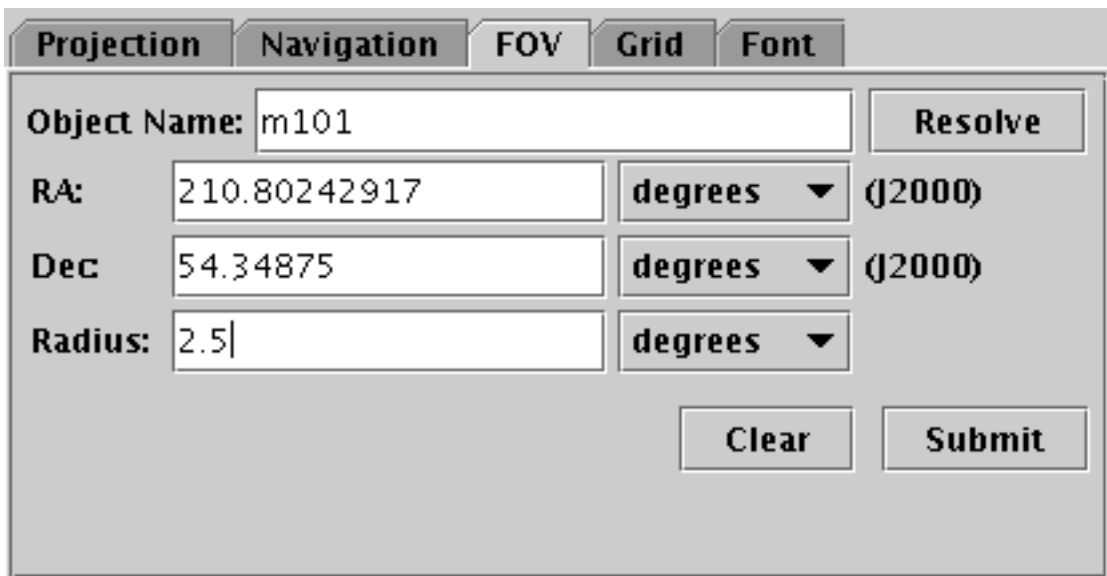 Projection Navigation FOV Grid Font
Object Name: m101 Resolve
RA: 210.80242917 degrees (J2000)
Dec: 54.34875 degrees (J2000)
Radius: 2.5 degrees
Clear Submit